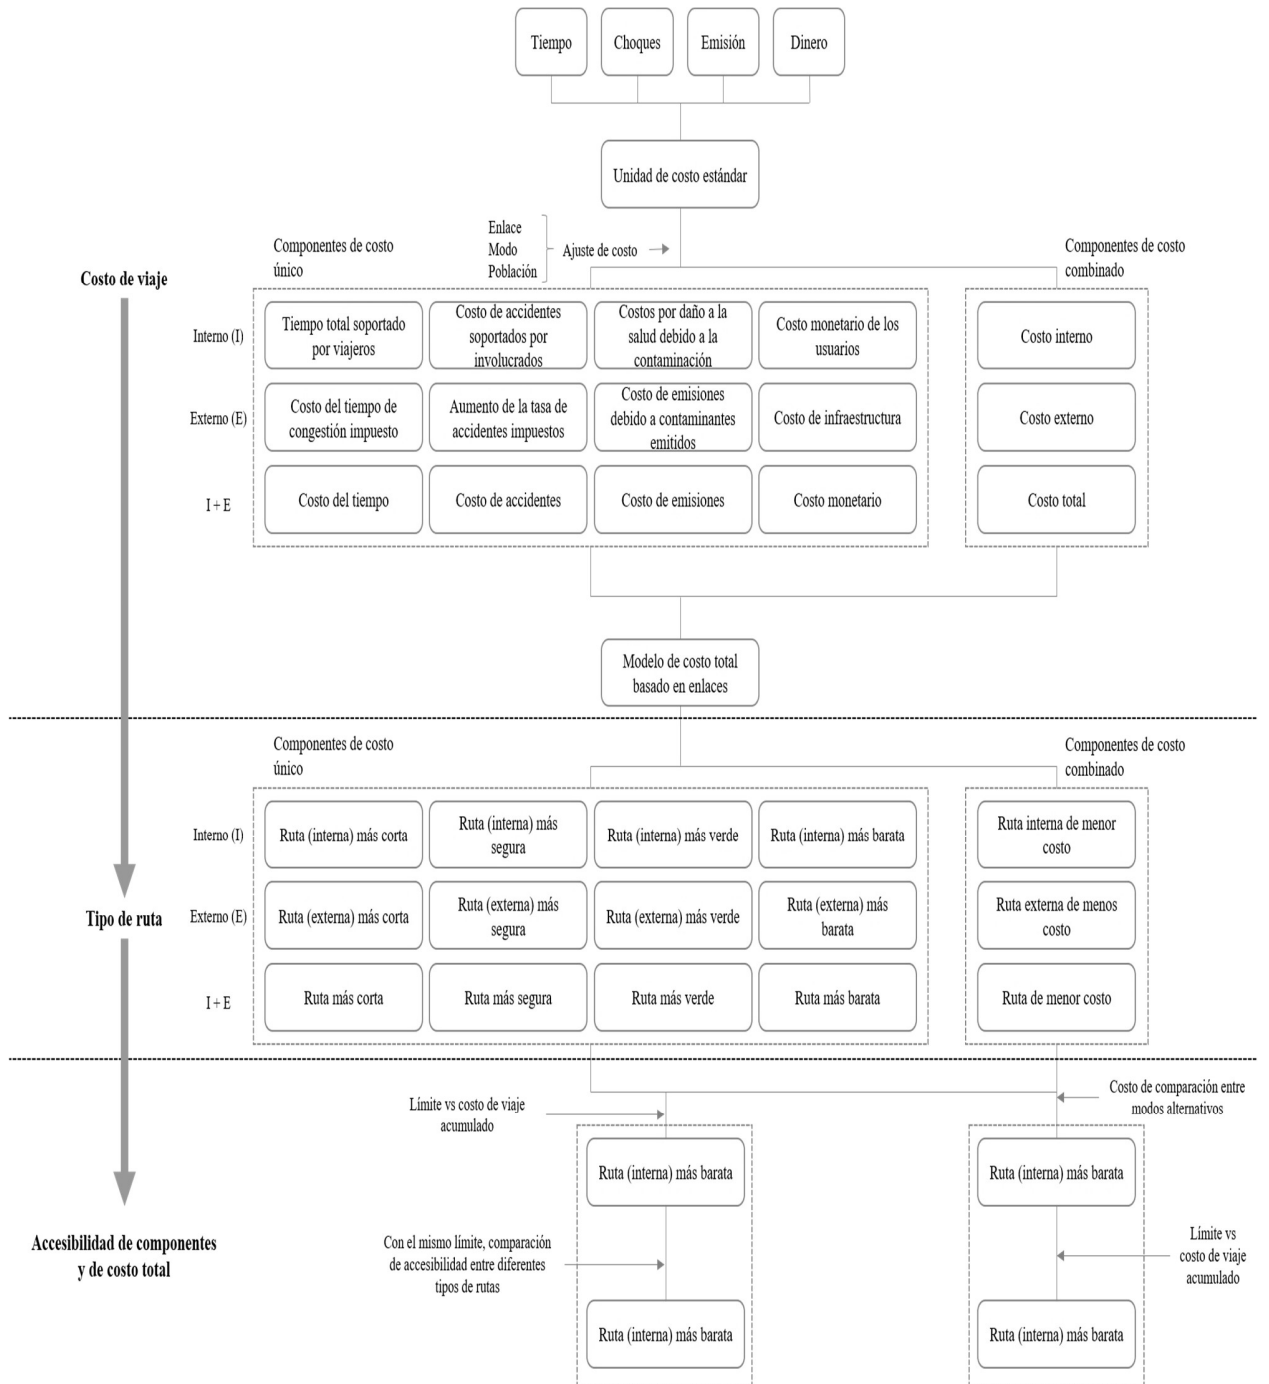 Tiempo
Choques
Emisión
Dinero
Unidad de costo estándar
Enlace
Modo
Población
Ajuste de costo
Componentes de costo
único
Componentes de costo
combinado
Costo de viaje
Interno (I)
Tiempo total soportado
por viajeros
Costo de accidentes
soportados por
involucrados
Costos por daño a la
salud debido a la
contaminación
Costo monetario de los
usuarios
Costo interno
Externo (E)
Costo del tiempo de
congestión impuesto
Aumento de la tasa de
accidentes impuestos
Costo de emisiones
debido a contaminantes
emitidos
Costo de infraestructura
Costo externo
I + E
Costo del tiempo
Costo de accidentes
Costo de emisiones
Costo monetario
Costo total
Modelo de costo total
basado en enlaces
Componentes de costo
único
Componentes de costo
combinado
Interno (I)
Ruta (interna) más corta
Ruta (interna) más
segura
Ruta (interna) más verde
Ruta (interna) más barata
Ruta interna de menor
costo
Tipo de ruta
Externo (E)
Ruta (externa) más corta
Ruta (externa) más
segura
Ruta (externa) más verde
Ruta (externa) más
barata
Ruta externa de menos
costo
I + E
Ruta más corta
Ruta más segura
Ruta más verde
Ruta más barata
Ruta de menor costo
Límite vs costo de viaje
acumulado
Costo de comparación entre
modos alternativos
Ruta (interna) más barata
Ruta (interna) más barata
Accesibilidad de componentes
y de costo total
Con el mismo límite, comparación
de accesibilidad entre diferentes
tipos de rutas
Límite vs
costo de viaje
acumulado
Ruta (interna) más barata
Ruta (interna) más barata